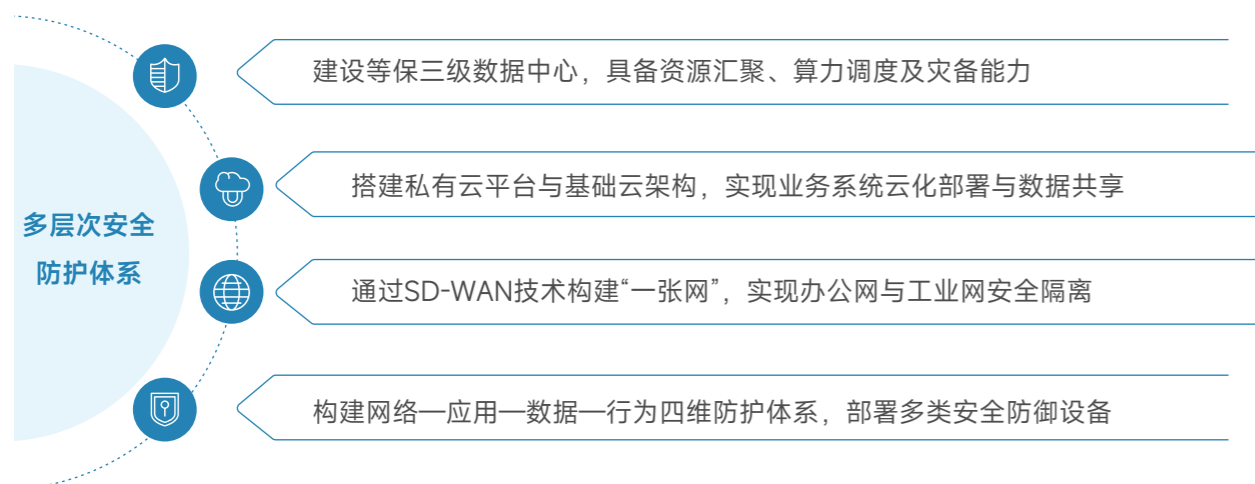 建设等保三级数据中心，具备资源汇聚、算力调度及灾备能力
搭建私有云平台与基础云架构，实现业务系统云化部署与数据共享
多层次安全
防护体系
通过SD-WAN技术构建“一张网”，实现办公网与工业网安全隔离
构建网络—应用—数据—行为四维防护体系，部署多类安全防御设备